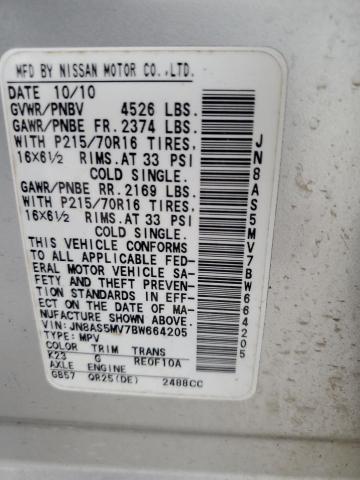 MFD BY NISSAN MOTOR CO.,LTD.
DATE 10/10
GVWR/PNBV 4526 LBS.
GAWR/PNBE FR. 2374 LBS.
WITH P215/70R16 TIRES.
16X6½ RIMS.AT 33 PSI
COLD SINGLE.
GAWR/PNBE RR. 2169 LBS.
WITH P215/70R16 TIRES.
16X6½ RIMS.AT 33 PSI
COLD SINGLE.
THIS VEHICLE CONFORMS
TO ALL APPLICABLE FED-
ERAL MOTOR VEHICLE SA-
FETY AND THEFT PREVEN-
TION STANDARDS IN EFF-
ECT ON THE DATE OF MA-
NUFACTURE SHOWN ABOVE.
VIN: JN8AS5MV7BW664205
TYPE: MPV
COLOR TRIM TRANS
K23 G RE0F10A
AXLE ENGINE
GB57 QR25(DE) 2488CC
JN8AS5MV7BW664205